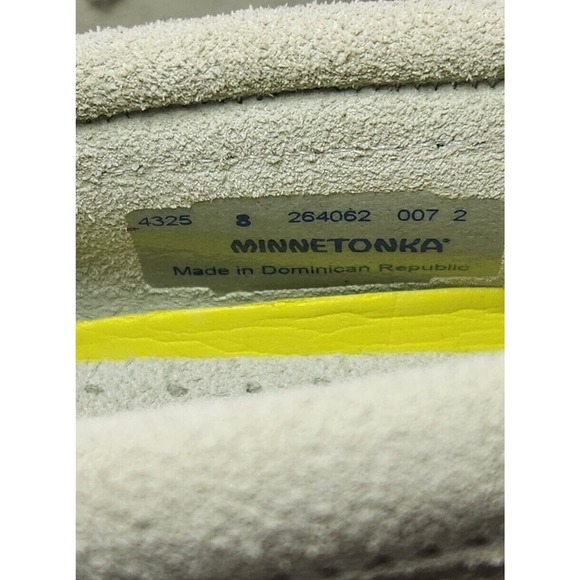 4325 8 264062 007 2
MINNETONKA®
Made in Dominican Republic